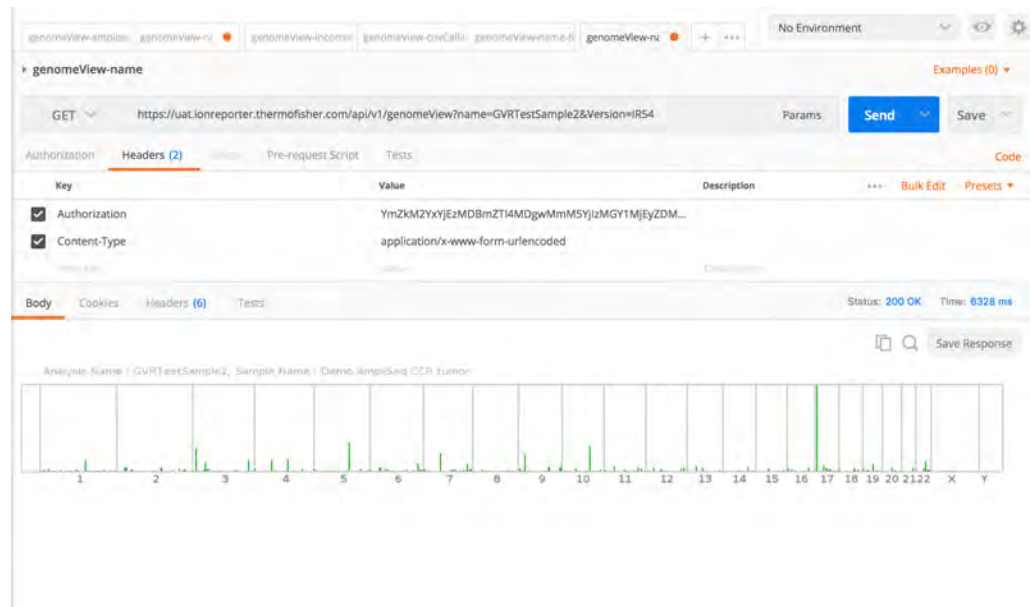 genomeView-name
genomeView-na
No Environment
genomeView-name
Examples (0)
GET
https://uat.ionreporter.thermofisher.com/api/v1/genomeView?name=GVRTestSample2&Version=IR54
Params
Send
Save
Authorization
Headers (2)
Pre-request Script
Tests
Code
Key
Value
Description
Bulk Edit
Presets
Authorization
Content-Type
application/x-www-form-urlencoded
Body
Cookies
Headers (6)
Tests
Status: 200 OK
Time: 6328 ms
Save Response
Analysis Name : GVRTestSample2, Sample Name : Demo AmpliSeq CCP tumor
1 2 3 4 5 6 7 8 9 10 11 12 13 14 15 16 17 18 19 20 21 22 X Y